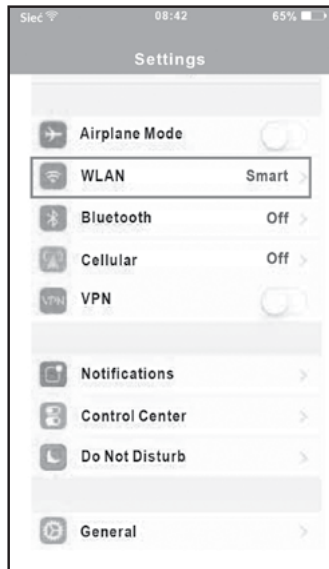 Sieć 08:42 65%
Settings
Airplane Mode
WLAN Smart
Bluetooth Off
Cellular Off
VPN VPN
Notifications
Control Center
Do Not Disturb
General